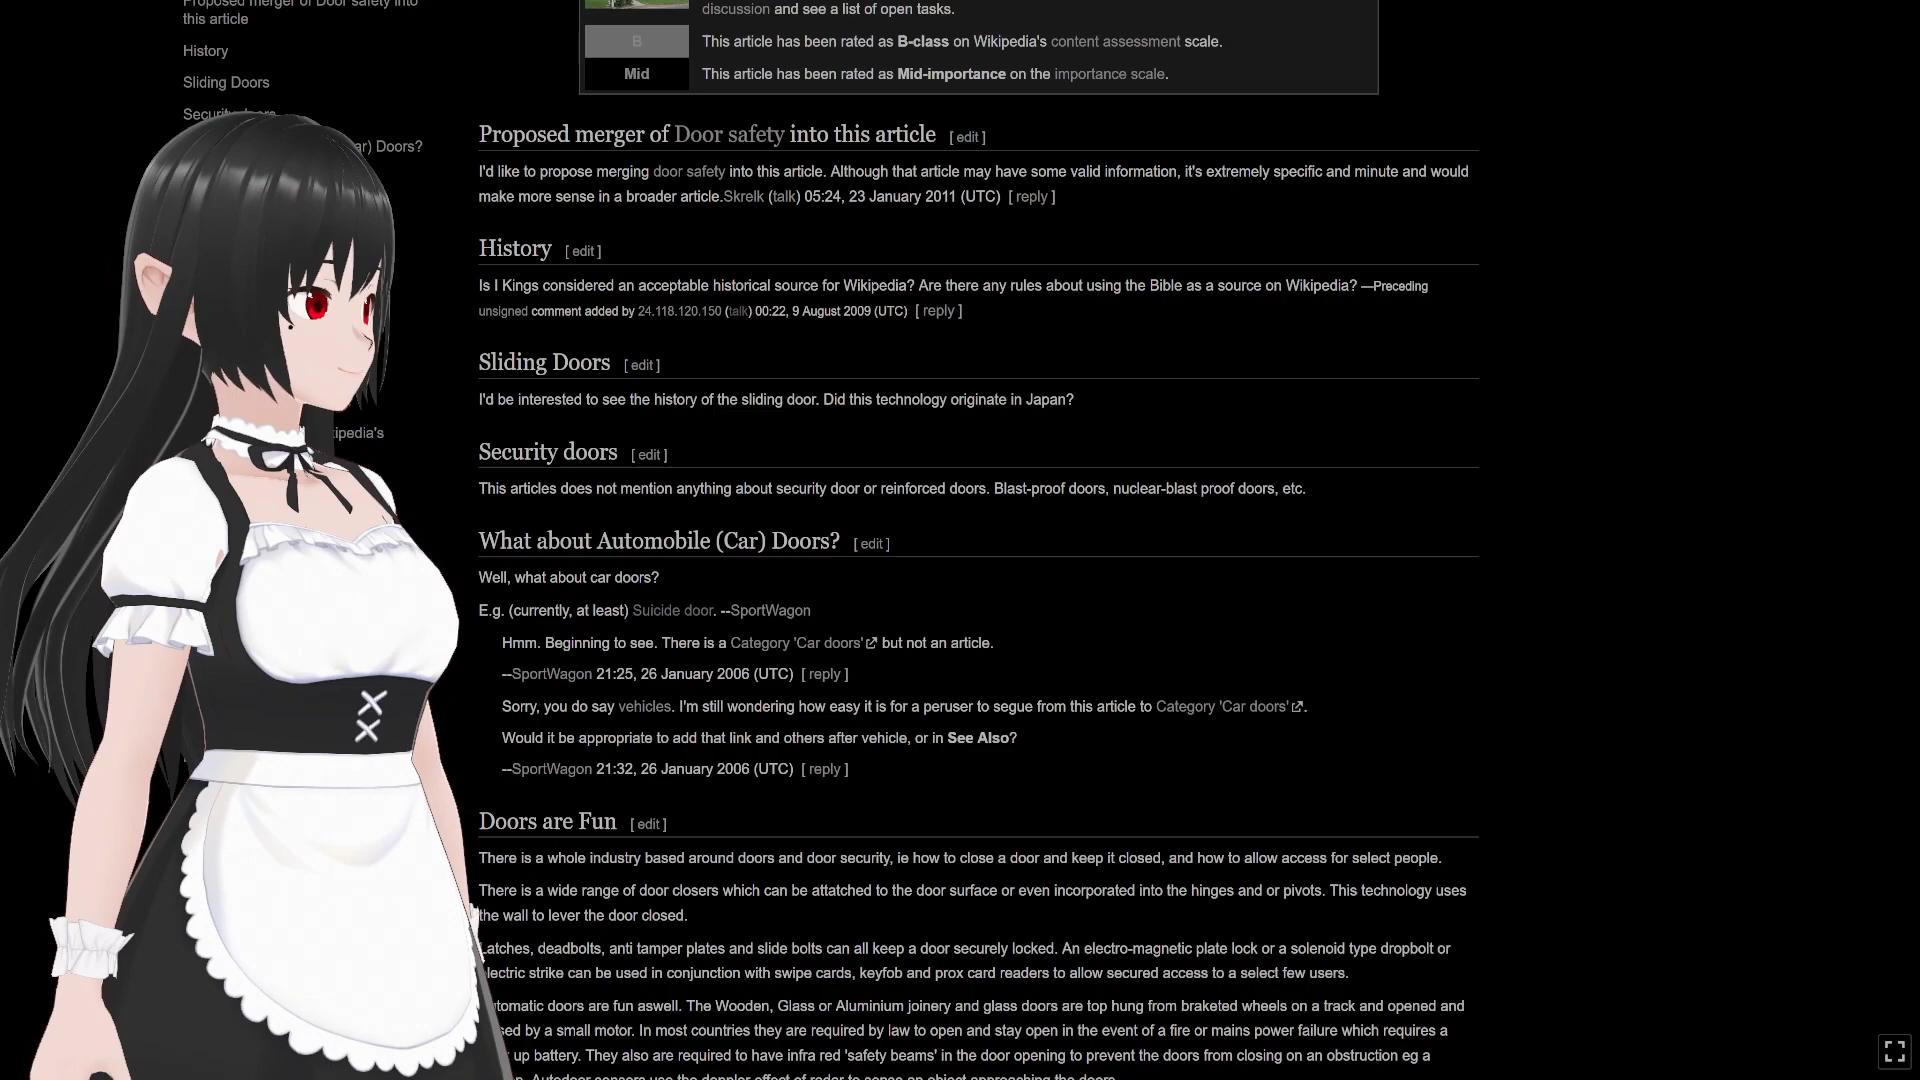 Proposed merger of Door safety into
this article
History
Sliding Doors
Security doors
ar) Doors?
kipedia's
discussion and see a list of open tasks.
B This article has been rated as B-class on Wikipedia's content assessment scale.
Mid This article has been rated as Mid-importance on the importance scale.
Proposed merger of Door safety into this article [ edit ]
I'd like to propose merging door safety into this article. Although that article may have some valid information, it's extremely specific and minute and would
make more sense in a broader article.Skrelk (talk) 05:24, 23 January 2011 (UTC) [ reply ]
History [ edit ]
Is I Kings considered an acceptable historical source for Wikipedia? Are there any rules about using the Bible as a source on Wikipedia? —Preceding
unsigned comment added by 24.118.120.150 (talk) 00:22, 9 August 2009 (UTC) [ reply ]
Sliding Doors [ edit ]
I'd be interested to see the history of the sliding door. Did this technology originate in Japan?
Security doors [ edit ]
This articles does not mention anything about security door or reinforced doors. Blast-proof doors, nuclear-blast proof doors, etc.
What about Automobile (Car) Doors? [ edit ]
Well, what about car doors?
E.g. (currently, at least) Suicide door. --SportWagon
Hmm. Beginning to see. There is a Category 'Car doors' but not an article.
--SportWagon 21:25, 26 January 2006 (UTC) [ reply ]
Sorry, you do say vehicles. I'm still wondering how easy it is for a peruser to segue from this article to Category 'Car doors'.
Would it be appropriate to add that link and others after vehicle, or in See Also?
--SportWagon 21:32, 26 January 2006 (UTC) [ reply ]
Doors are Fun [ edit ]
There is a whole industry based around doors and door security, ie how to close a door and keep it closed, and how to allow access for select people.
There is a wide range of door closers which can be attatched to the door surface or even incorporated into the hinges and or pivots. This technology uses
the wall to lever the door closed.
Latches, deadbolts, anti tamper plates and slide bolts can all keep a door securely locked. An electro-magnetic plate lock or a solenoid type dropbolt or
electric strike can be used in conjunction with swipe cards, keyfob and prox card readers to allow secured access to a select few users.
utomatic doors are fun aswell. The Wooden, Glass or Aluminium joinery and glass doors are top hung from braketed wheels on a track and opened and
sed by a small motor. In most countries they are required by law to open and stay open in the event of a fire or mains power failure which requires a
up battery. They also are required to have infra red 'safety beams' in the door opening to prevent the doors from closing on an obstruction eg a
Autodoor sensors use the doppler effect of radar to sense an object approaching the doors.